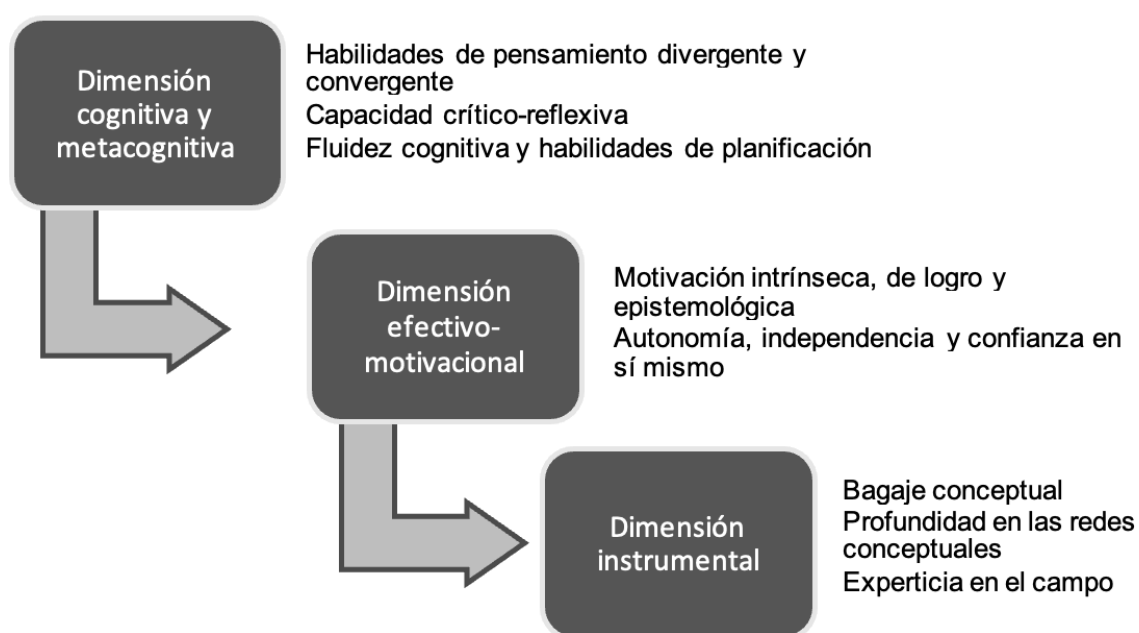 Dimensión
cognitiva y
metacognitiva
Habilidades de pensamiento divergente y
convergente
Capacidad crítico-reflexiva
Fluidez cognitiva y habilidades de planificación
Dimensión
efectivo-
motivacional
Motivación intrínseca, de logro y
epistemológica
Autonomía, independencia y confianza en
sí mismo
Dimensión
instrumental
Bagaje conceptual
Profundidad en las redes
conceptuales
Experticia en el campo